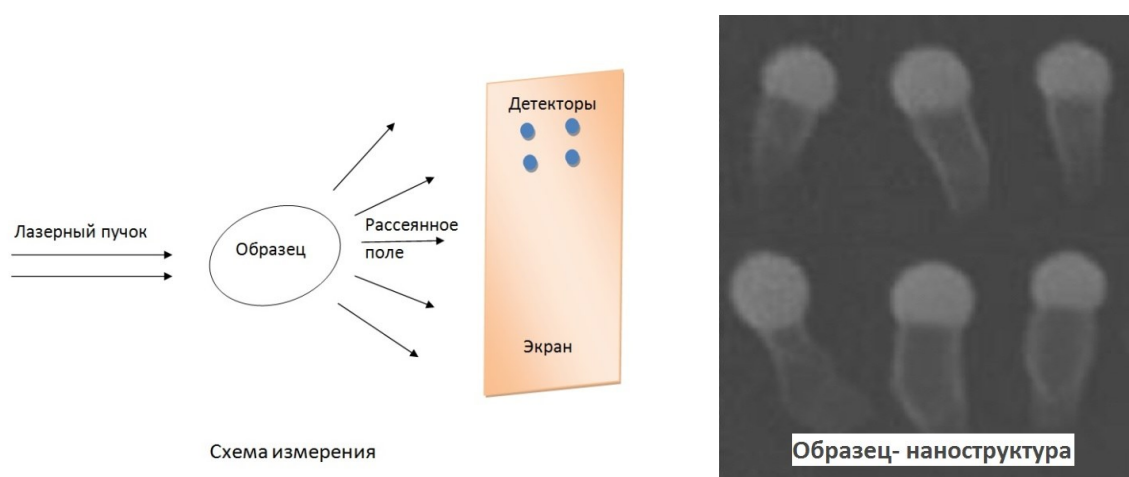 Детекторы
Лазерный пучок
Образец
Рассеянное
поле
Экран
Схема измерения
Образец- наноструктура